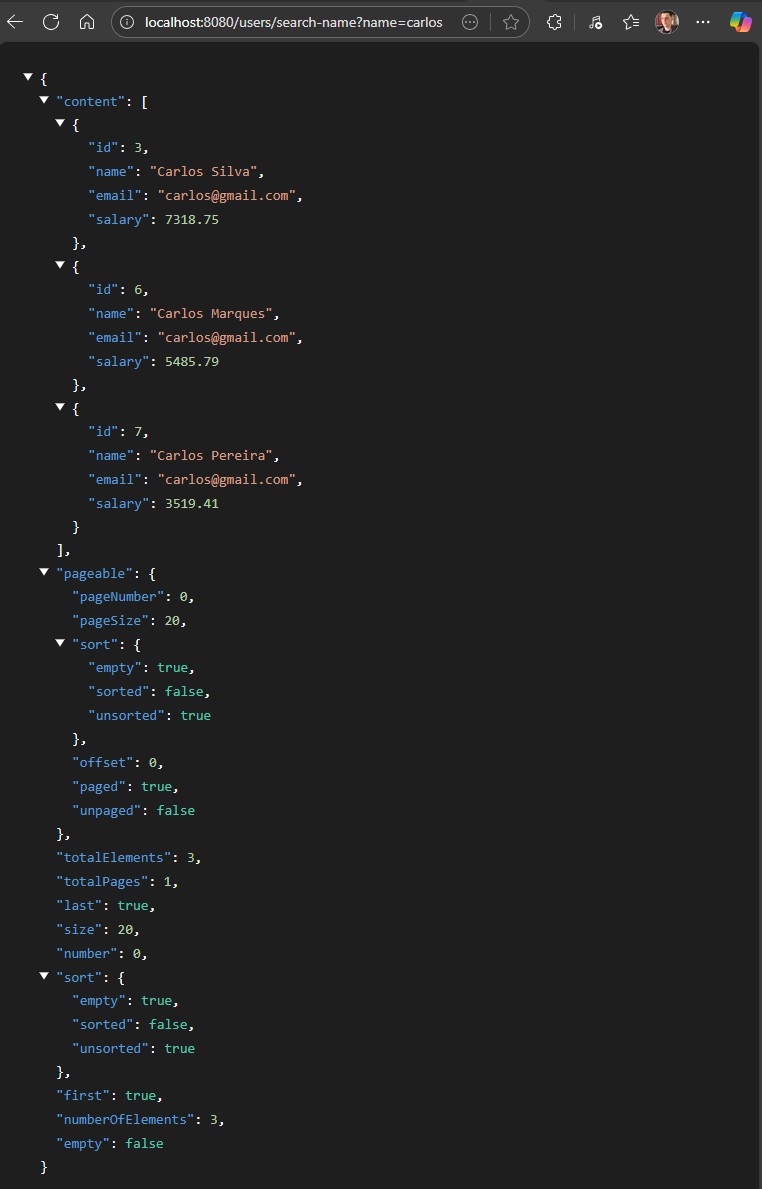 localhost:8080/users/search-name?name=carlos
{
"content": [
{
"id": 3,
"name": "Carlos Silva",
"email": "carlos@gmail.com",
"salary": 7318.75
},
{
"id": 6,
"name": "Carlos Marques",
"email": "carlos@gmail.com",
"salary": 5485.79
},
{
"id": 7,
"name": "Carlos Pereira",
"email": "carlos@gmail.com",
"salary": 3519.41
}
],
"pageable": {
"pageNumber": 0,
"pageSize": 20,
"sort": {
"empty": true,
"sorted": false,
"unsorted": true
},
"offset": 0,
"paged": true,
"unpaged": false
},
"totalElements": 3,
"totalPages": 1,
"last": true,
"size": 20,
"number": 0,
"sort": {
"empty": true,
"sorted": false,
"unsorted": true
},
"first": true,
"numberOfElements": 3,
"empty": false
}